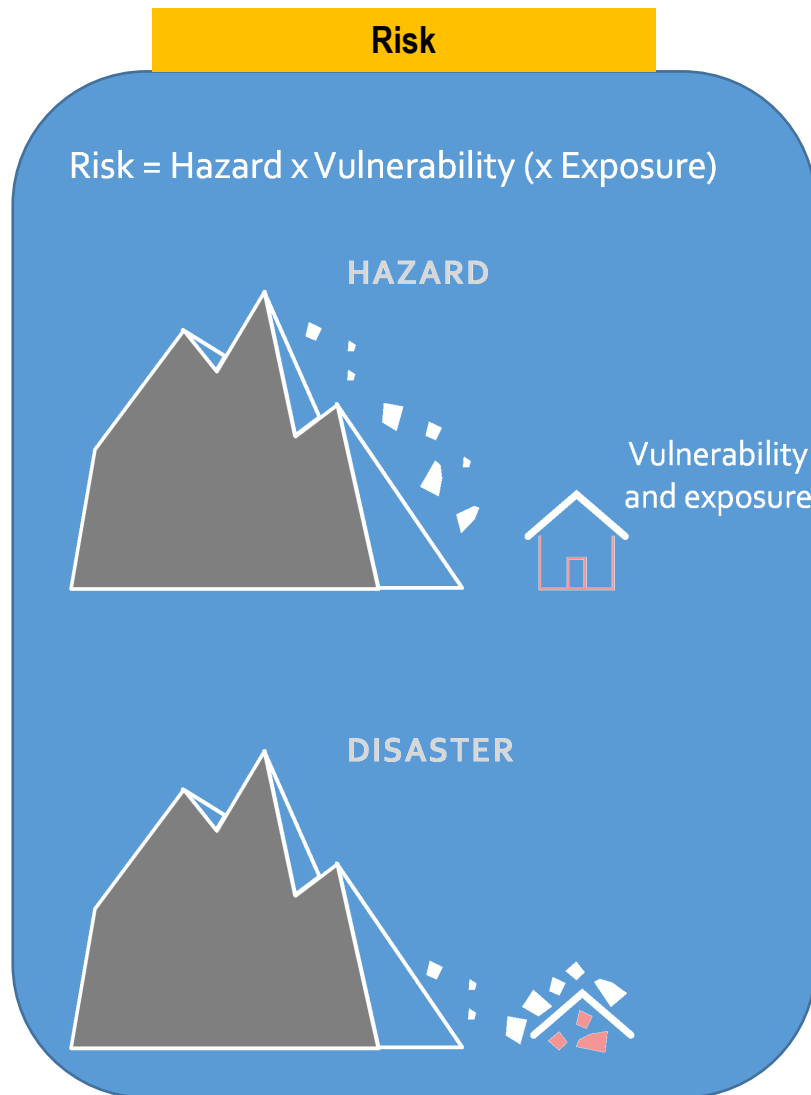 Risk
Risk = Hazard x Vulnerability (x Exposure)
HAZARD
Vulnerability
and exposure
DISASTER